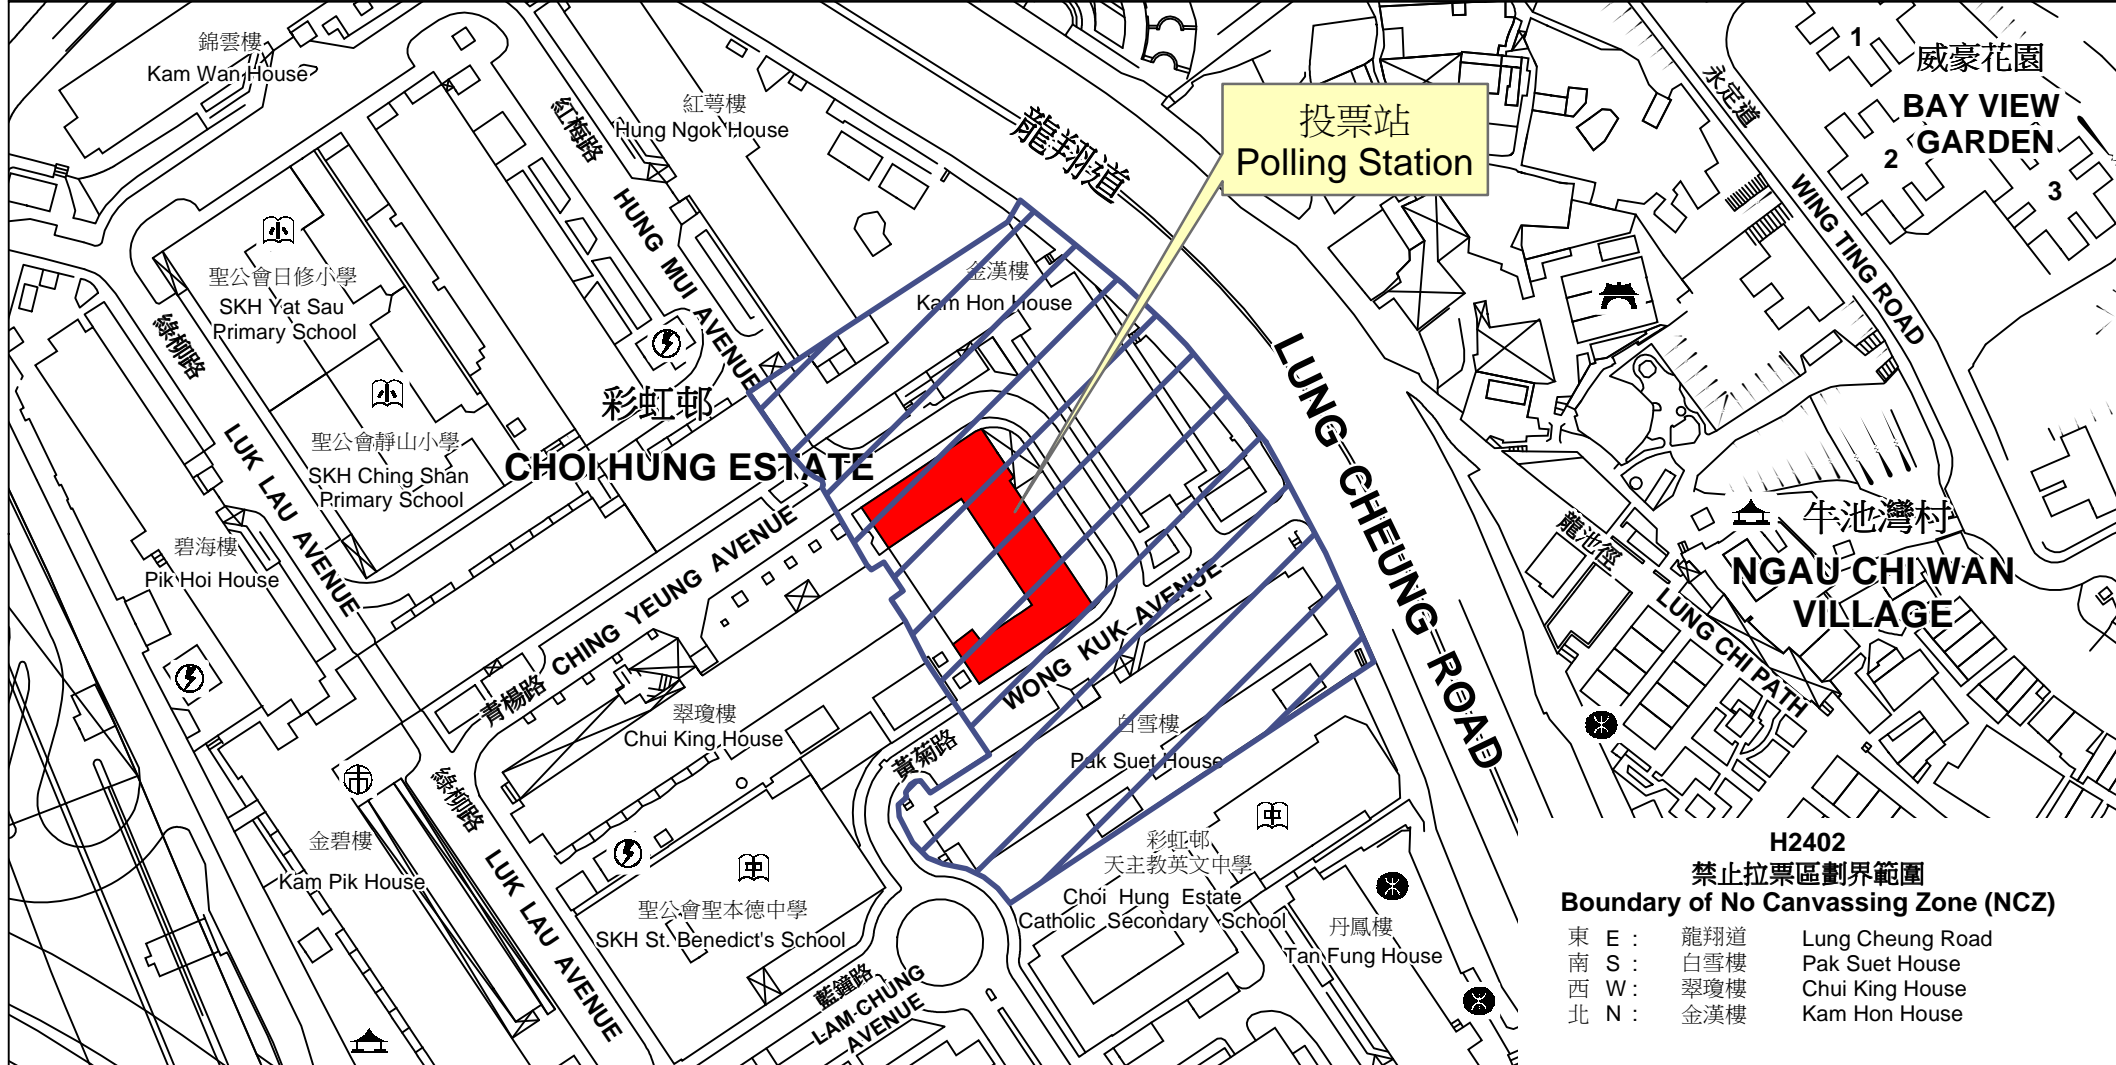 錦雲樓
Kam Wan House
紅萼樓
Hung Ngok House
紅梅路
HUNG MUI AVENUE
龍翔道
LUNG CHEUNG ROAD
投票站
Polling Station
永定道
WING TING ROAD
1
2
3
威豪花園
BAY VIEW
GARDEN
小
聖公會日修小學
SKH Yat Sau
Primary School
小
聖公會靜山小學
SKH Ching Shan
Primary School
綠柳路
LUK LAU AVENUE
金漢樓
Kam Hon House
彩虹邨
CHOI HUNG ESTATE
碧海樓
Pik Hoi House
青楊路 CHING YEUNG AVENUE
翠瓊樓
Chui King House
黃菊路
WONG KUK AVENUE
白雪樓
Pak Suet House
龍池徑
LUNG CHI PATH
牛池灣村
NGAU CHI WAN
VILLAGE
市
金碧樓
Kam Pik House
綠柳路
LUK LAU AVENUE
中
聖公會聖本德中學
SKH St. Benedict's School
藍鐘路
LAM CHUNG
AVENUE
中
彩虹邨
天主教英文中學
Choi Hung Estate
Catholic Secondary School
丹鳳樓
Tan Fung House
H2402
禁止拉票區劃界範圍
Boundary of No Canvassing Zone (NCZ)
東 E : 龍翔道 Lung Cheung Road
南 S : 白雪樓 Pak Suet House
西 W : 翠瓊樓 Chui King House
北 N : 金漢樓 Kam Hon House